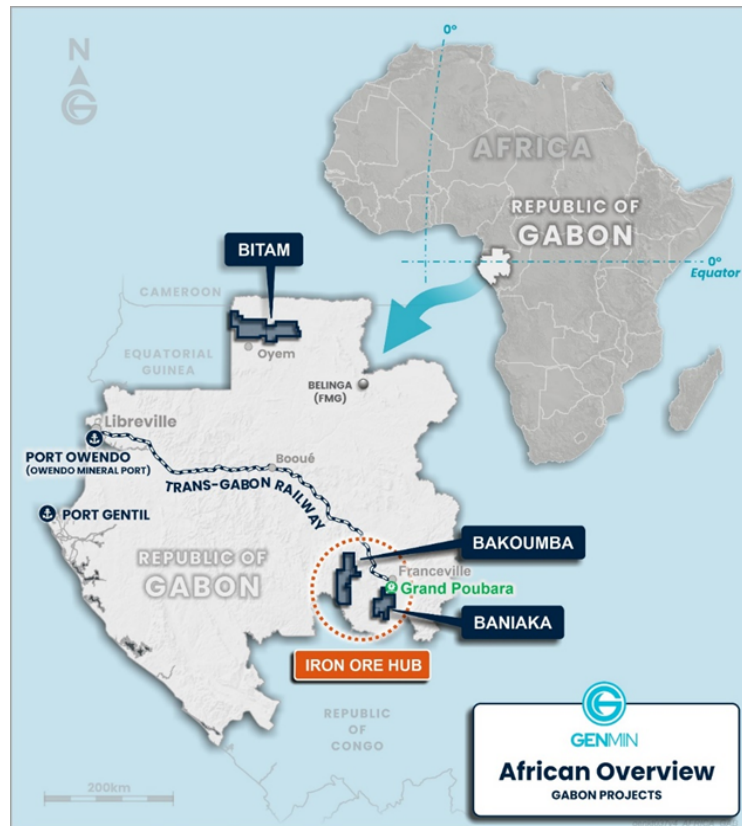 N
0°
AFRICA
REPUBLIC OF
GABON
0°
Equator
BITAM
CAMEROON
EQUATORIAL
GUINEA
Oyem
BELINGA
(FMG)
Libreville
PORT OWENDO
(OWENDO MINERAL PORT)
Booué
TRANS-GABON RAILWAY
PORT GENTIL
REPUBLIC OF
GABON
BAKOUMBA
Franceville
Grand Poubara
BANIAKA
IRON ORE HUB
REPUBLIC
OF
CONGO
200km
GENMIN
African Overview
GABON PROJECTS